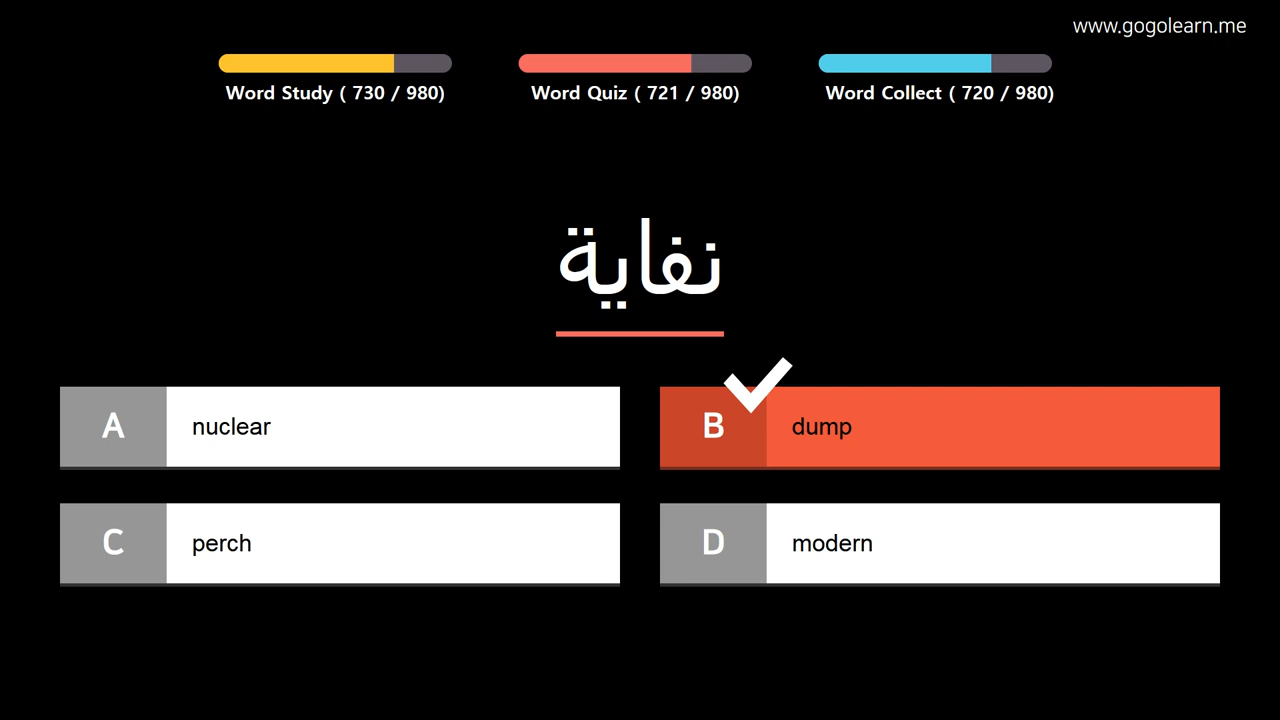 www.gogolearn.me
Word Study ( 730 / 980)
Word Quiz ( 721 / 980)
Word Collect ( 720 / 980)
نفاية
A nuclear
B dump
C perch
D modern